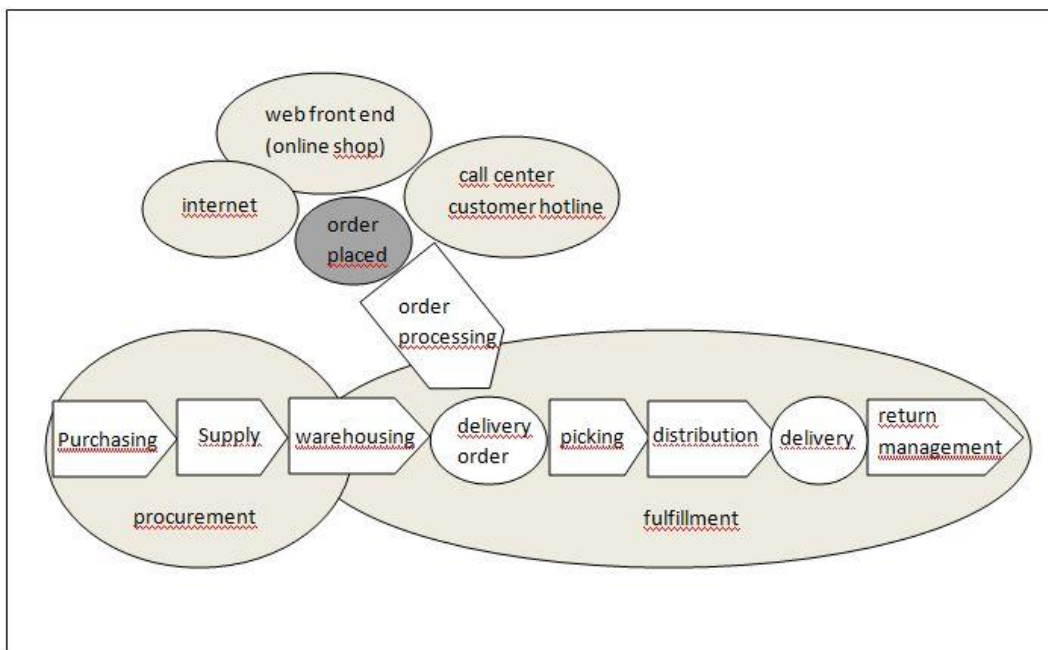 web front end
(online shop)
call center
customer hotline
internet
order
placed
order
processing
Purchasing
Supply
warehousing
delivery
order
picking
distribution
delivery
return
management
procurement
fulfillment